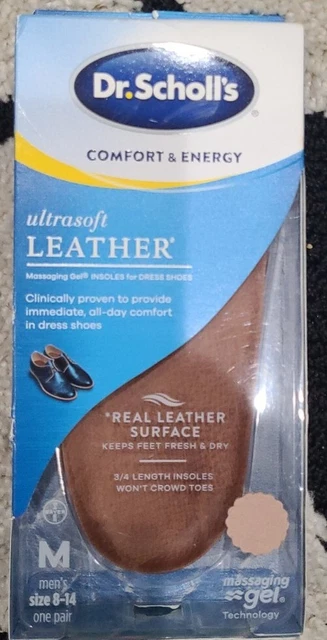 Dr.Scholl's®
COMFORT & ENERGY
ultrasoft
LEATHER*
Massaging Gel® INSOLES for DRESS SHOES
Clinically proven to provide
immediate, all-day comfort
in dress shoes
*REAL LEATHER
SURFACE
KEEPS FEET FRESH & DRY
3/4 LENGTH INSOLES
WON'T CROWD TOES
BAYER
M
men's
size 8-14
one pair
massaging
gel®
Technology